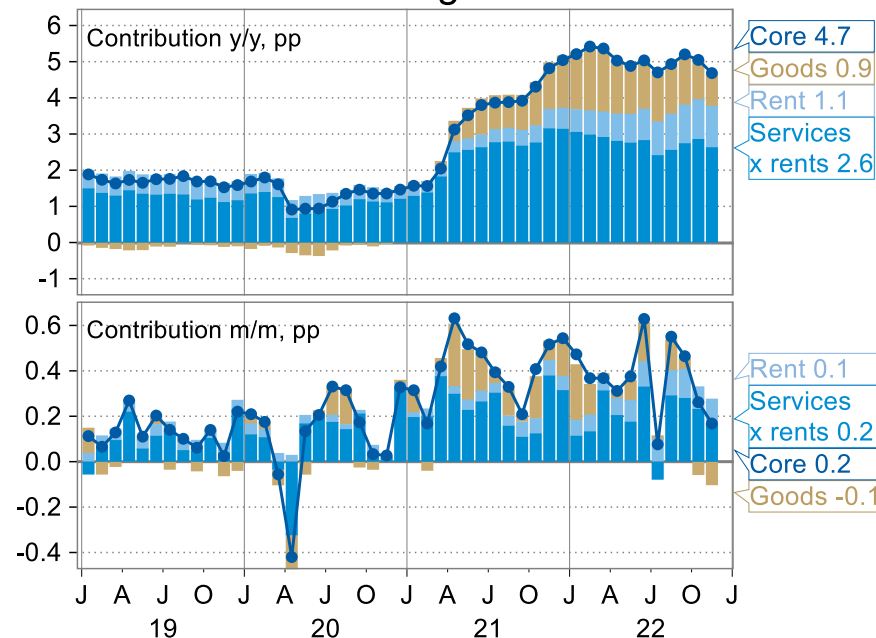 Contribution y/y, pp
6
5
4
3
2
1
0
-1
Core 4.7
Goods 0.9
Rent 1.1
Services
x rents 2.6
Contribution m/m, pp
0.6
0.4
0.2
0.0
-0.2
-0.4
Rent 0.1
Services
x rents 0.2
Core 0.2
Goods -0.1
J A J O J A J O J A J O J A J O J
19 20 21 22